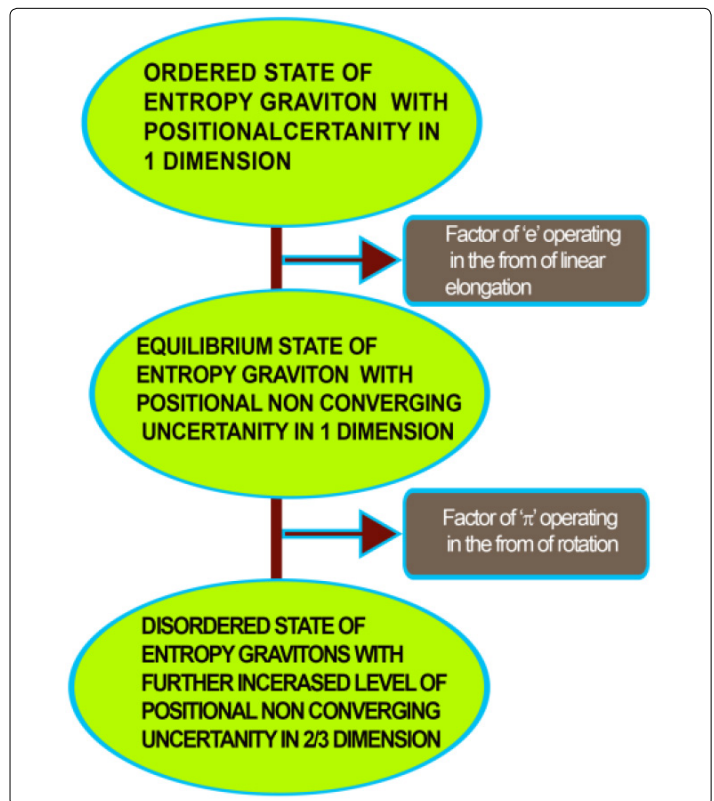 ORDERED STATE OF
ENTROPY GRAVITON WITH
POSITIONALCERTANITY IN
1 DIMENSION
Factor of ‘e’ operating
in the from of linear
elongation
EQUILIBRIUM STATE OF
ENTROPY GRAVITON WITH
POSITIONAL NON CONVERGING
UNCERTANITY IN 1 DIMENSION
Factor of ‘π’ operating
in the from of rotation
DISORDERED STATE OF
ENTROPY GRAVITONS WITH
FURTHER INCERASED LEVEL OF
POSITIONAL NON CONVERGING
UNCERTANITY IN 2/3 DIMENSION